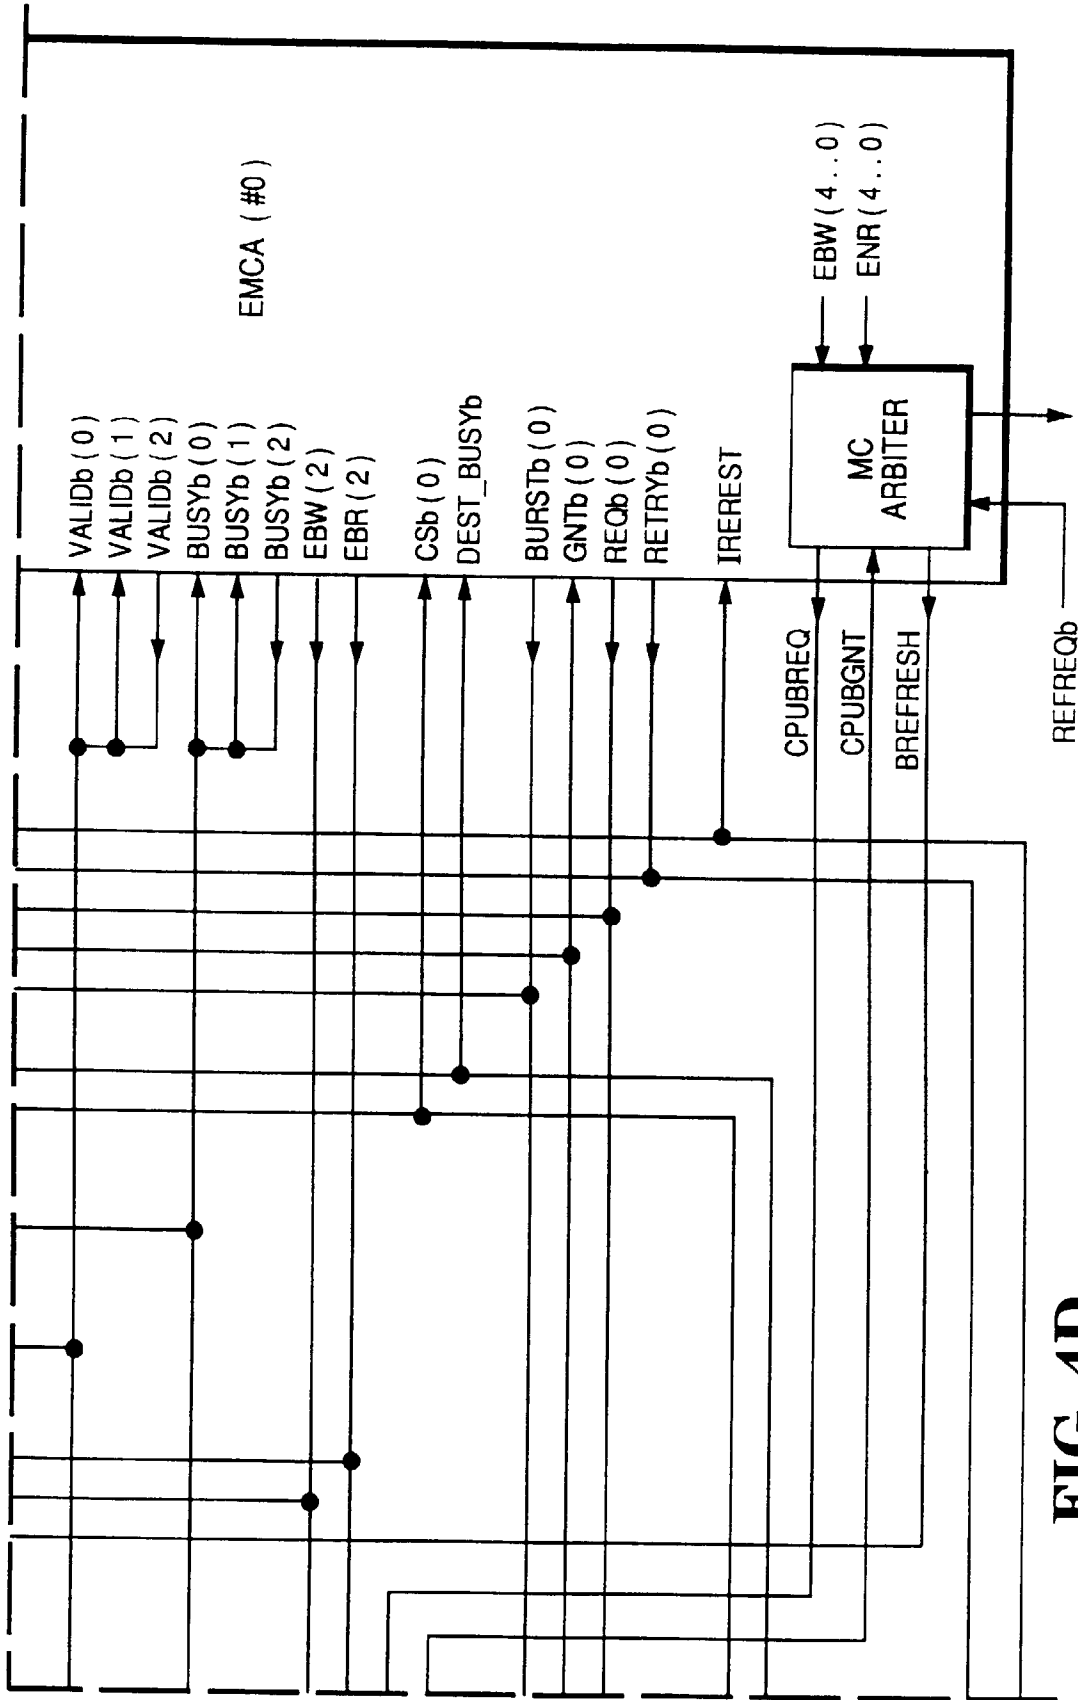 EMCA (#0)
VALIDb(0)
VALIDb(1)
VALIDb(2)
BUSYb(0)
BUSYb(1)
BUSYb(2)
EBW(2)
EBR(2)
CSb(0)
DEST_BUSYb
BURSTb(0)
GNTb(0)
REQb(0)
RETRYb(0)
IREREST
EBW(4..0)
ENR(4..0)
MC
ARBITER
CPUBREQ
CPUBGNT
BREFRESH
REFREQb
FIG. 4D